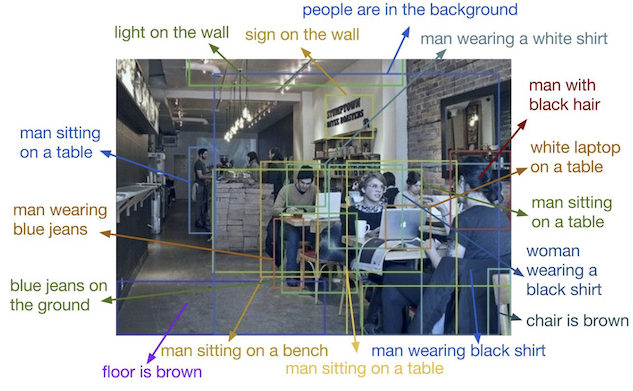 people are in the background
light on the wall
sign on the wall
man wearing a white shirt
man with
black hair
STUMPTOWN
COFFEE ROASTERS
man sitting
on a table
white laptop
on a table
man sitting
on a table
man wearing
blue jeans
woman
wearing a
black shirt
blue jeans on
the ground
chair is brown
man sitting on a bench
man wearing black shirt
floor is brown
man sitting on a table